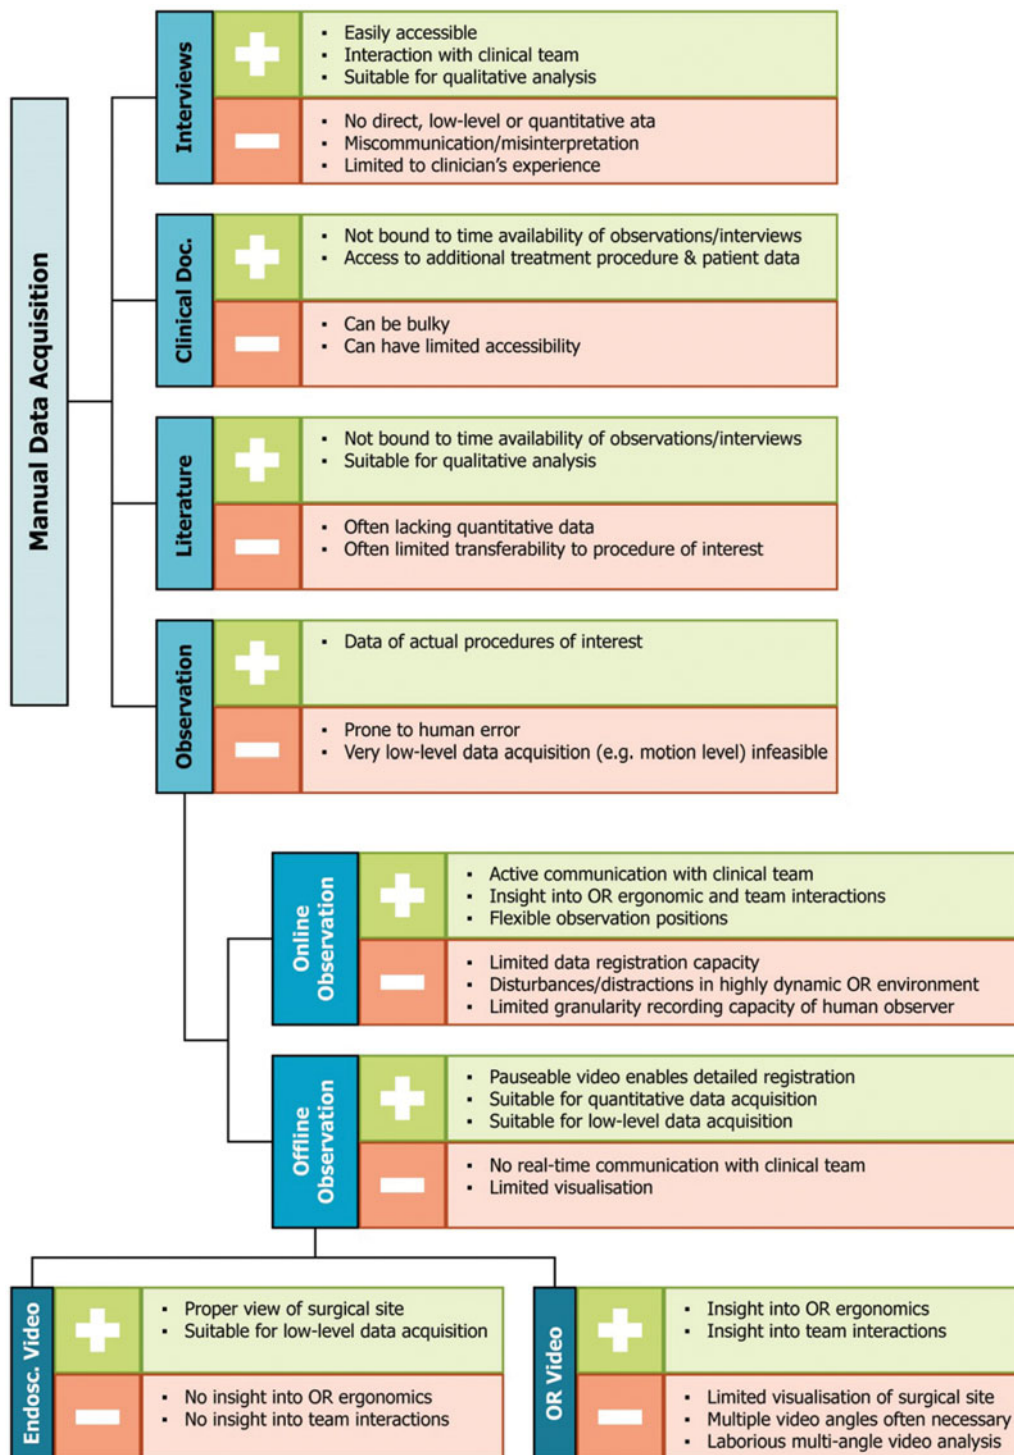 Manual Data Acquisition
Interviews
▪ Easily accessible
▪ Interaction with clinical team
▪ Suitable for qualitative analysis
▪ No direct, low-level or quantitative ata
▪ Miscommunication/misinterpretation
▪ Limited to clinician's experience
Clinical Doc.
▪ Not bound to time availability of observations/interviews
▪ Access to additional treatment procedure & patient data
▪ Can be bulky
▪ Can have limited accessibility
Literature
▪ Not bound to time availability of observations/interviews
▪ Suitable for qualitative analysis
▪ Often lacking quantitative data
▪ Often limited transferability to procedure of interest
Observation
▪ Data of actual procedures of interest
▪ Prone to human error
▪ Very low-level data acquisition (e.g. motion level) infeasible
Online
Observation
▪ Active communication with clinical team
▪ Insight into OR ergonomic and team interactions
▪ Flexible observation positions
▪ Limited data registration capacity
▪ Disturbances/distractions in highly dynamic OR environment
▪ Limited granularity recording capacity of human observer
Offline
Observation
▪ Pauseable video enables detailed registration
▪ Suitable for quantitative data acquisition
▪ Suitable for low-level data acquisition
▪ No real-time communication with clinical team
▪ Limited visualisation
Endosc. Video
▪ Proper view of surgical site
▪ Suitable for low-level data acquisition
▪ No insight into OR ergonomics
▪ No insight into team interactions
OR Video
▪ Insight into OR ergonomics
▪ Insight into team interactions
▪ Limited visualisation of surgical site
▪ Multiple video angles often necessary
▪ Laborious multi-angle video analysis